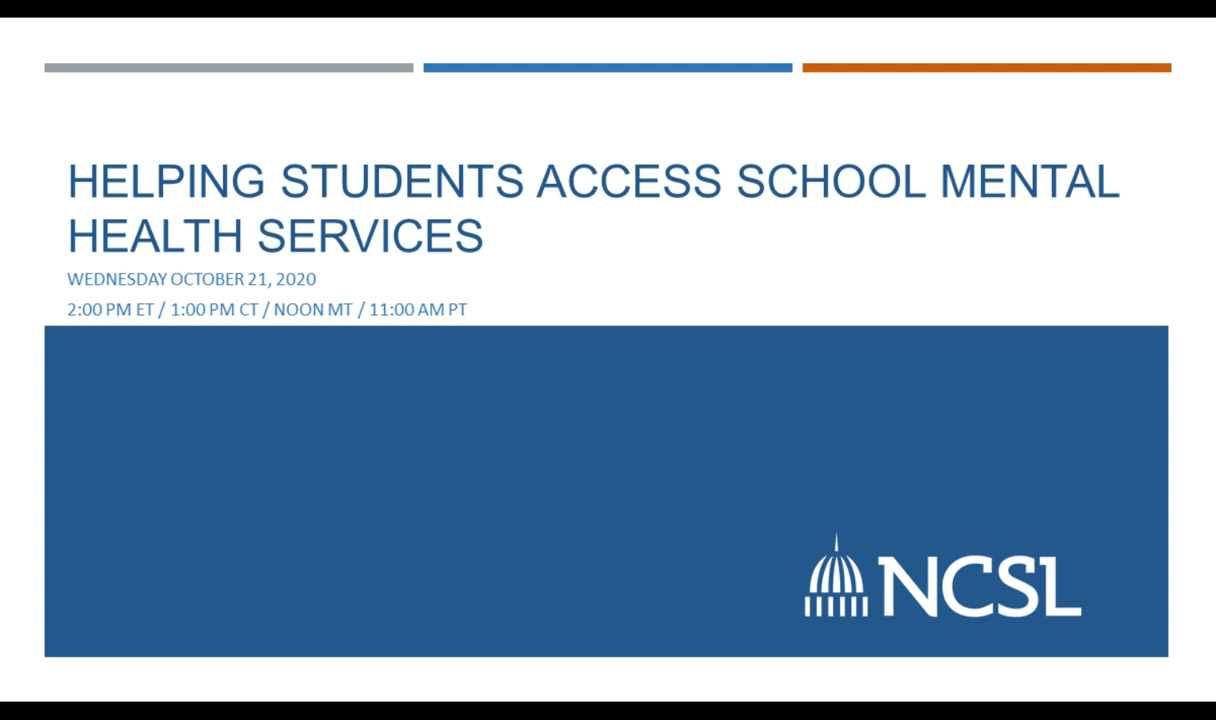 HELPING STUDENTS ACCESS SCHOOL MENTAL
HEALTH SERVICES
WEDNESDAY OCTOBER 21, 2020
2:00 PM ET / 1:00 PM CT / NOON MT / 11:00 AM PT
NCSL